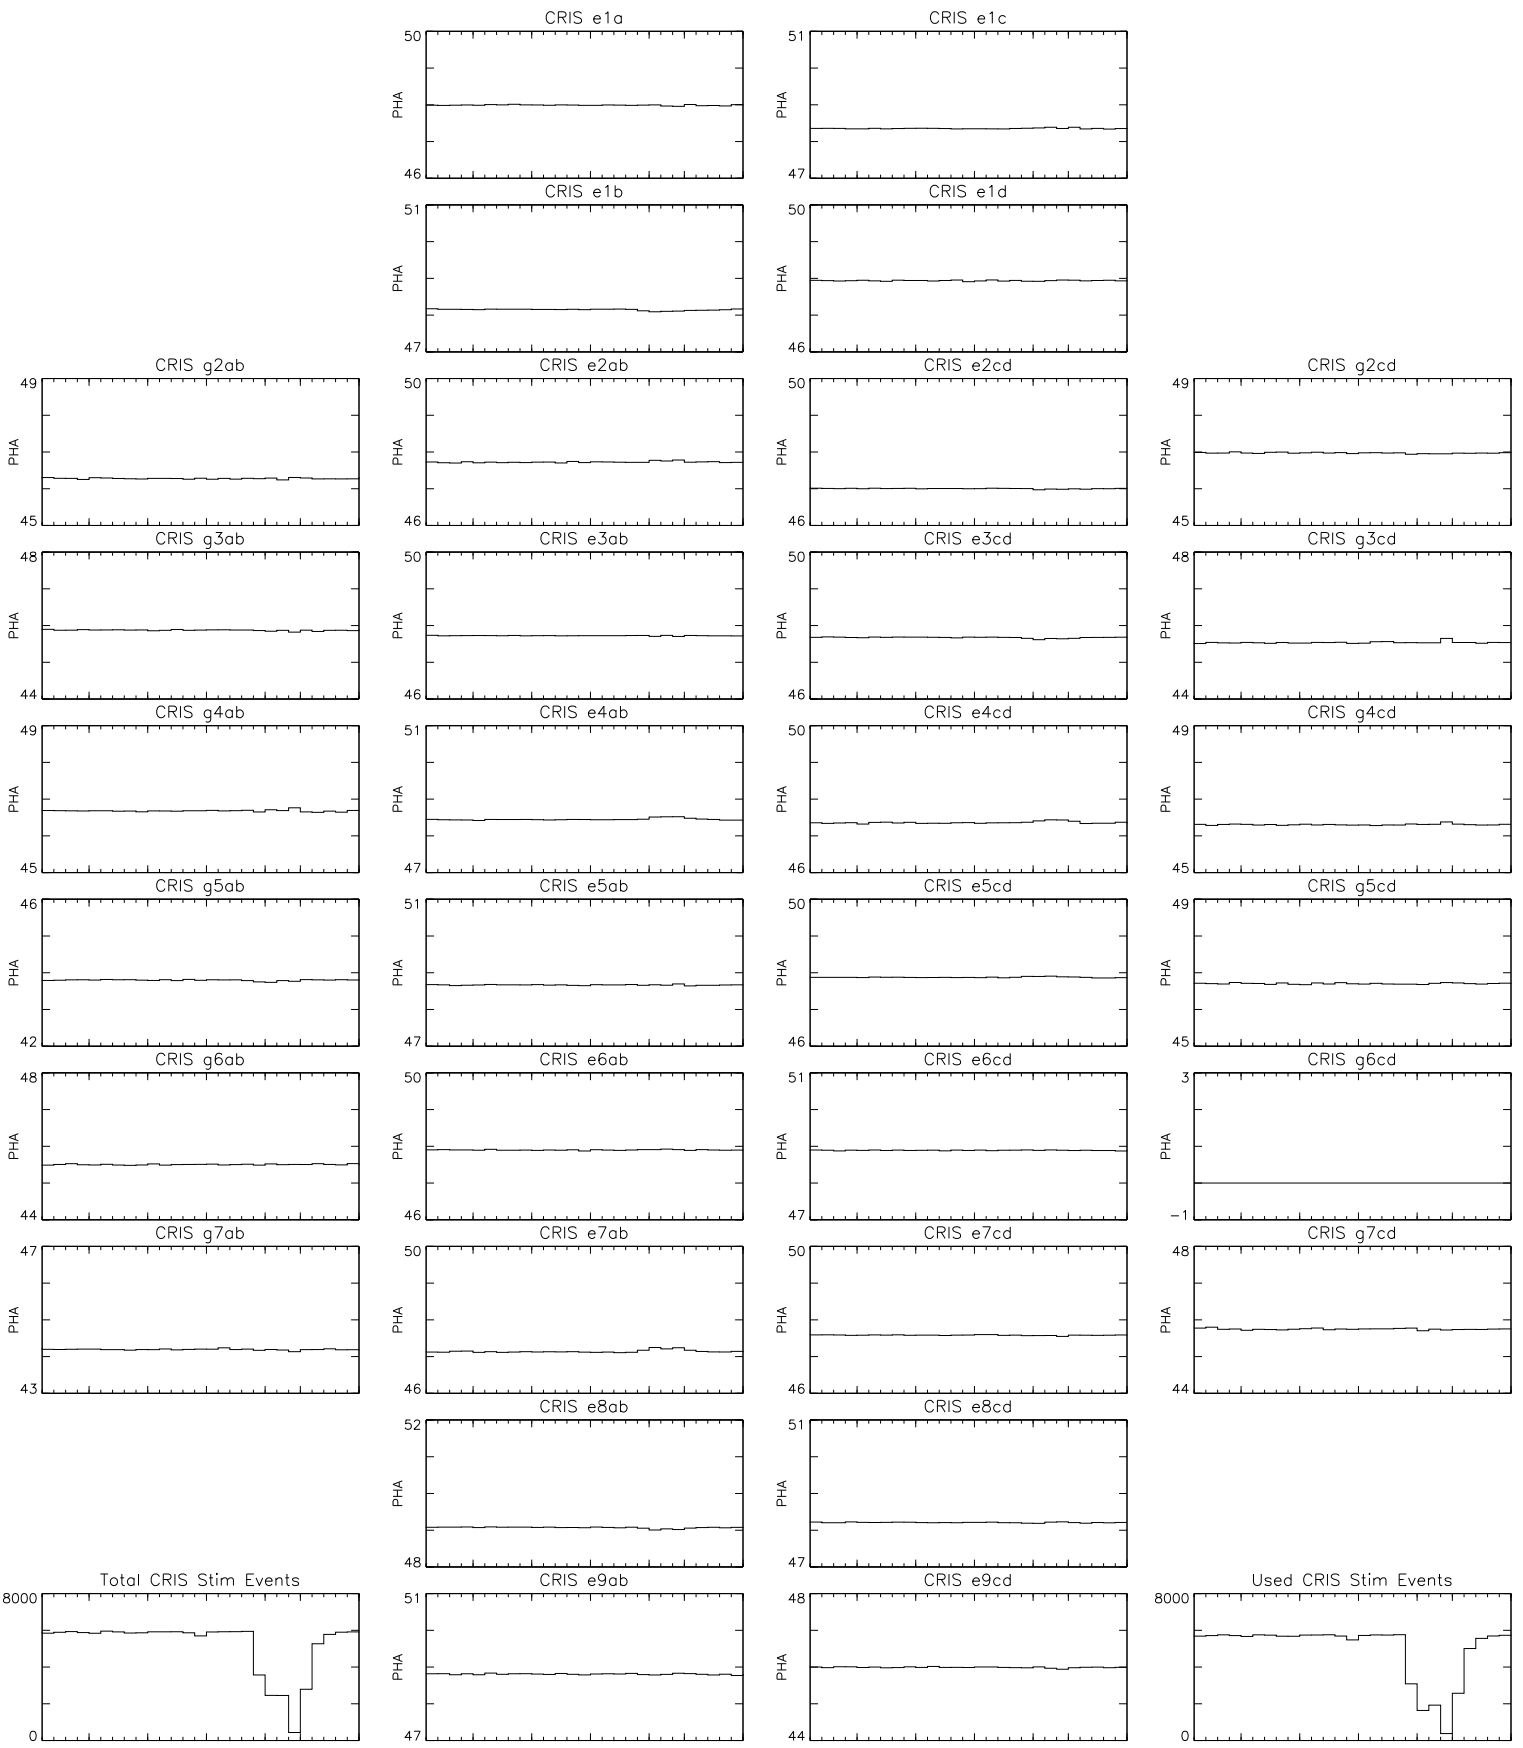 CRIS e1a
CRIS e1c
50
PHA
46
51
PHA
47
CRIS e1b
CRIS e1d
51
PHA
47
50
PHA
46
CRIS g2ab
CRIS e2ab
CRIS e2cd
CRIS g2cd
49
PHA
45
50
PHA
46
50
PHA
46
49
PHA
45
CRIS g3ab
CRIS e3ab
CRIS e3cd
CRIS g3cd
48
PHA
44
50
PHA
46
50
PHA
46
48
PHA
44
CRIS g4ab
CRIS e4ab
CRIS e4cd
CRIS g4cd
49
PHA
45
51
PHA
47
50
PHA
46
49
PHA
45
CRIS g5ab
CRIS e5ab
CRIS e5cd
CRIS g5cd
46
PHA
42
51
PHA
47
50
PHA
46
49
PHA
45
CRIS g6ab
CRIS e6ab
CRIS e6cd
CRIS g6cd
48
PHA
44
50
PHA
46
51
PHA
47
3
PHA
-1
CRIS g7ab
CRIS e7ab
CRIS e7cd
CRIS g7cd
47
PHA
43
50
PHA
46
50
PHA
46
48
PHA
44
CRIS e8ab
CRIS e8cd
52
PHA
48
51
PHA
47
Total CRIS Stim Events
CRIS e9ab
CRIS e9cd
Used CRIS Stim Events
8000
0
51
PHA
47
48
PHA
44
8000
0